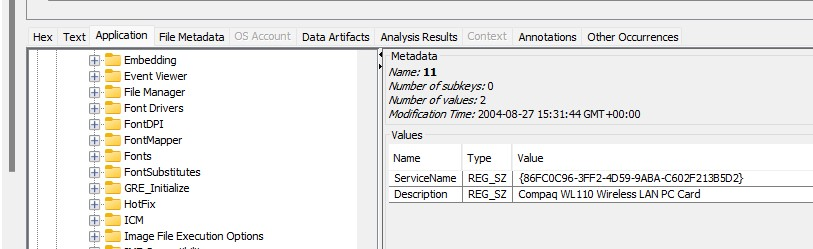 Hex Text Application File Metadata OS Account Data Artifacts Analysis Results Context Annotations Other Occurrences
Embedding
Event Viewer
File Manager
Font Drivers
FontDPI
FontMapper
Fonts
FontSubstitutes
GRE_Initialize
HotFix
ICM
Image File Execution Options
Metadata
Name: 11
Number of subkeys: 0
Number of values: 2
Modification Time: 2004-08-27 15:31:44 GMT+00:00
Values
Name Type Value
ServiceName REG_SZ {86FC0C96-3FF2-4D59-9ABA-C602F213B5D2}
Description REG_SZ Compaq WL110 Wireless LAN PC Card